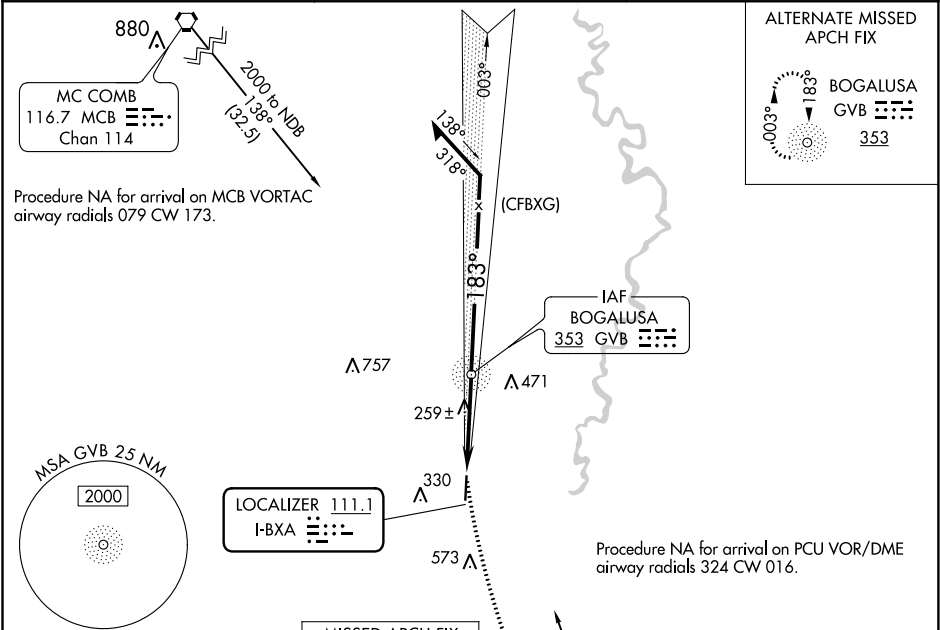 880
MC COMB
116.7 MCB
Chan 114
2000 to NDB
138°
(32.5)
Procedure NA for arrival on MCB VORTAC
airway radials 079 CW 173.
003°
138°
318°
(CFBXG)
183°
ALTERNATE MISSED
APCH FIX
003°
183°
BOGALUSA
GVB
353
IAF
BOGALUSA
353 GVB
757
471
259±
330
573
MSA GVB 25 NM
2000
LOCALIZER 111.1
I-BXA
Procedure NA for arrival on PCU VOR/DME
airway radials 324 CW 016.
MISSED APCH FIX